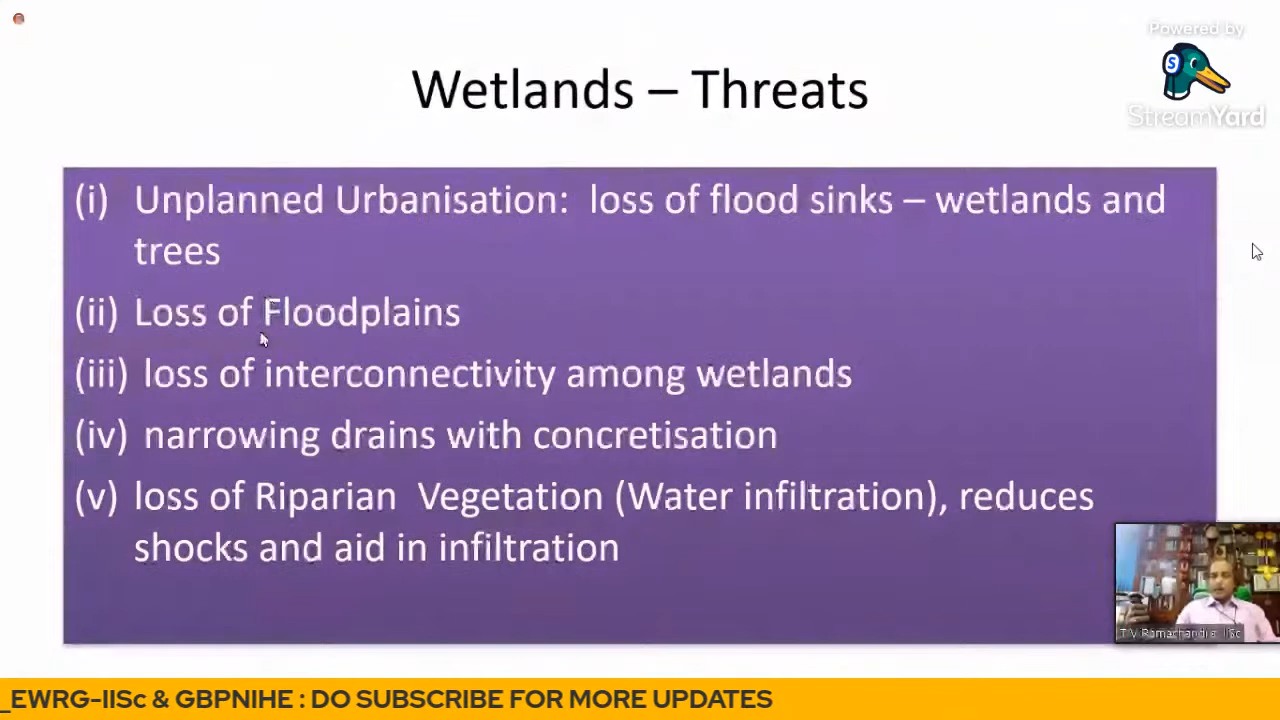 Powered by
StreamYard
Wetlands – Threats
(i) Unplanned Urbanisation: loss of flood sinks – wetlands and
trees
(ii) Loss of Floodplains
(iii) loss of interconnectivity among wetlands
(iv) narrowing drains with concretisation
(v) loss of Riparian Vegetation (Water infiltration), reduces
shocks and aid in infiltration
T V Ramachandra IISc
_EWRG-IISc & GBPNIHE : DO SUBSCRIBE FOR MORE UPDATES